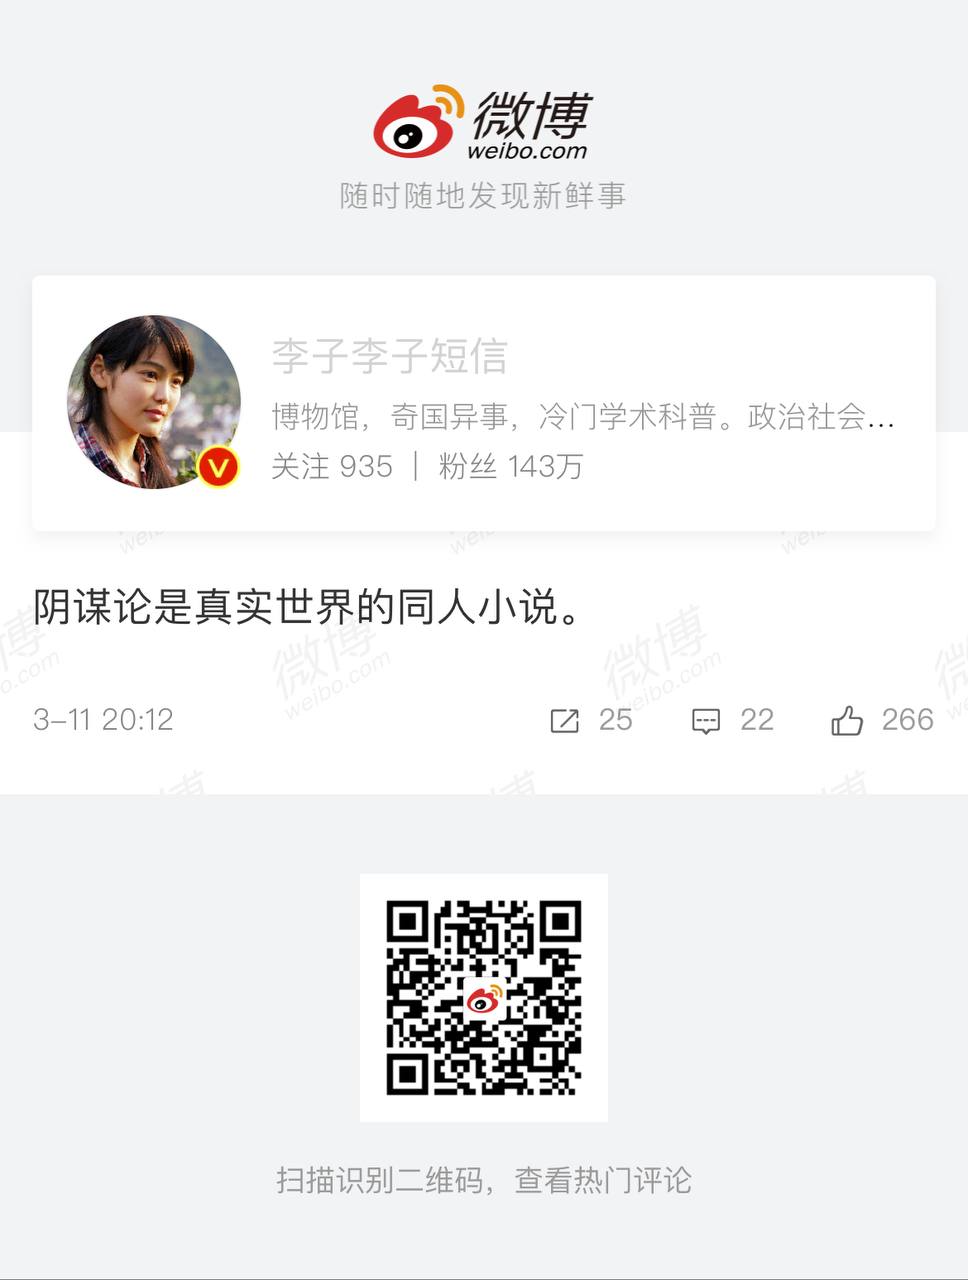 微博
weibo.com
随时随地发现新鲜事
李子李子短信
博物馆，奇国异事，冷门学术科普。政治社会...
关注 935 | 粉丝 143万
阴谋论是真实世界的同人小说。
3-11 20:12 25 22 266
扫描识别二维码，查看热门评论